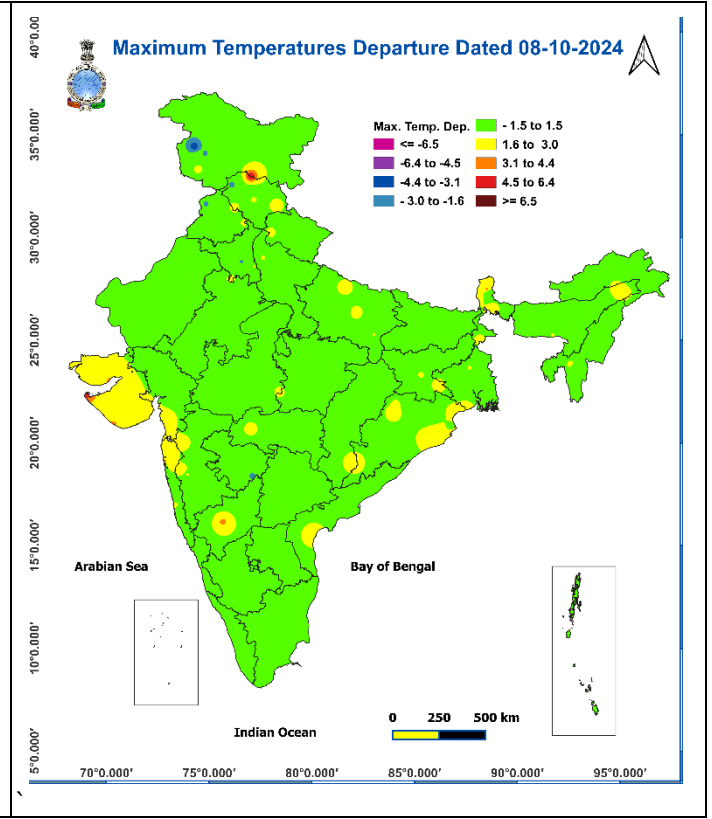 Maximum Temperatures Departure Dated 08-10-2024
Max. Temp. Dep.
<= -6.5
-6.4 to -4.5
-4.4 to -3.1
- 3.0 to -1.6
- 1.5 to 1.5
1.6 to 3.0
3.1 to 4.4
4.5 to 6.4
>= 6.5
40°0.00
35°0.000'
30°0.000'
25°0.000'
20°0.000'
15°0.000'
10°0.000'
5°0.000'
Arabian Sea
Bay of Bengal
Indian Ocean
0 250 500 km
70°0.000' 75°0.000' 80°0.000' 85°0.000' 90°0.000' 95°0.000'
`